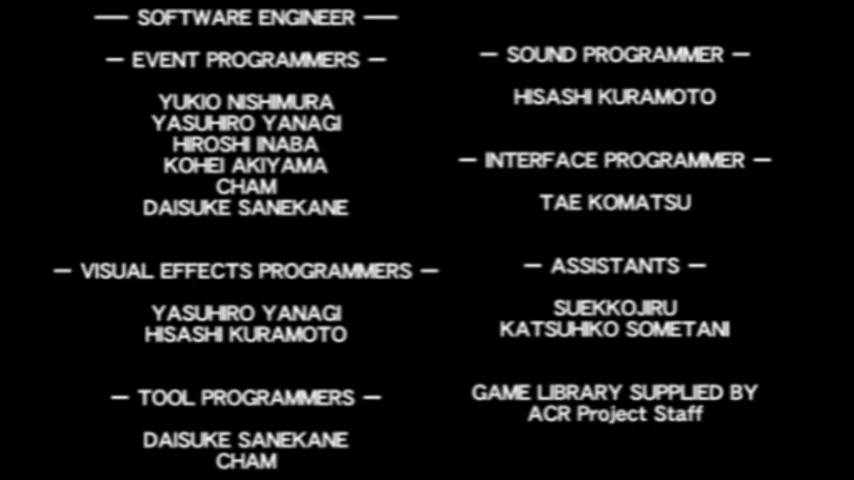 ── SOFTWARE ENGINEER ──
─ EVENT PROGRAMMERS ─
YUKIO NISHIMURA
YASUHIRO YANAGI
HIROSHI INABA
KOHEI AKIYAMA
CHAM
DAISUKE SANEKANE
─ VISUAL EFFECTS PROGRAMMERS ─
YASUHIRO YANAGI
HISASHI KURAMOTO
─ TOOL PROGRAMMERS ─
DAISUKE SANEKANE
CHAM
─ SOUND PROGRAMMER ─
HISASHI KURAMOTO
─ INTERFACE PROGRAMMER ─
TAE KOMATSU
─ ASSISTANTS ─
SUEKKOJIRU
KATSUHIKO SOMETANI
GAME LIBRARY SUPPLIED BY
ACR Project Staff